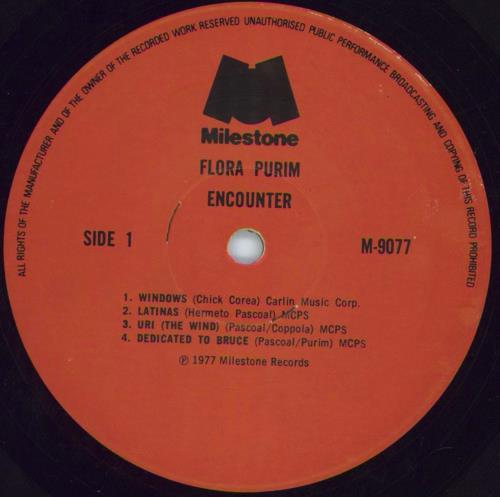 ALL RIGHTS OF THE MANUFACTURER AND OF THE OWNER OF THE RECORDED WORK RESERVED UNAUTHORISED PUBLIC PERFORMANCE BROADCASTING AND COPYING OF THIS RECORD PROHIBITED
Milestone
FLORA PURIM
ENCOUNTER
SIDE 1
M-9077
1. WINDOWS (Chick Corea) Carlin Music Corp.
2. LATINAS (Hermeto Pascoal) MCPS
3. URI (THE WIND) (Pascoal/Coppola) MCPS
4. DEDICATED TO BRUCE (Pascoal/Purim) MCPS
℗ 1977 Milestone Records